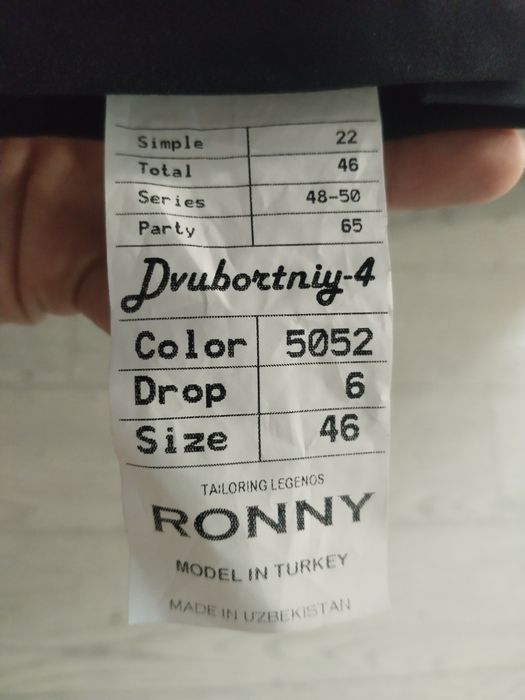 Simple 22
Total 46
Series 48-50
Party 65
Dvubortniy-4
Color 5052
Drop 6
Size 46
TAILORING LEGENDS
RONNY
MODEL IN TURKEY
MADE IN UZBEKISTAN